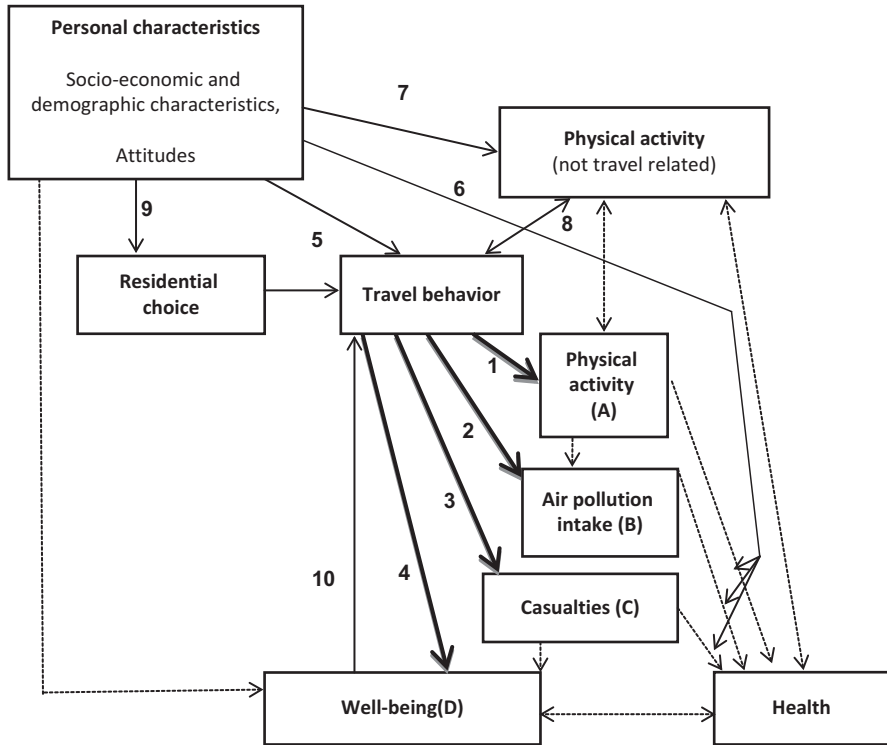 Personal characteristics
Socio-economic and
demographic characteristics,
Attitudes
7
Physical activity
(not travel related)
6
9
5
8
Residential
choice
Travel behavior
1
Physical
activity
(A)
2
Air pollution
intake (B)
3
4
10
Casualties (C)
Well-being(D)
Health